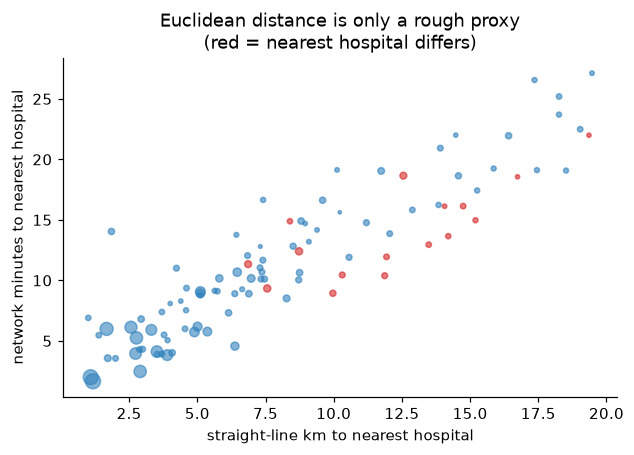 Euclidean distance is only a rough proxy
(red = nearest hospital differs)
network minutes to nearest hospital
25
20
15
10
5
2.5 5.0 7.5 10.0 12.5 15.0 17.5 20.0
straight-line km to nearest hospital